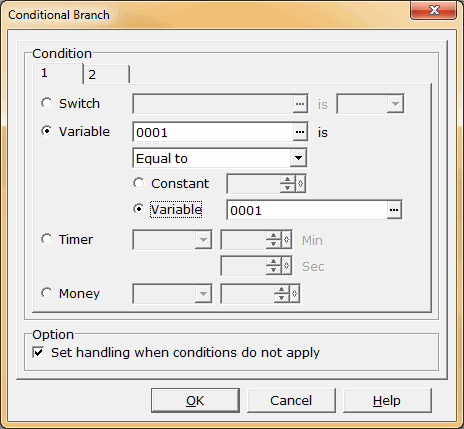 Conditional Branch
Condition
1 2
Switch ... is
Variable 0001 ... is
Equal to
Constant
Variable 0001 ...
Timer Min
Sec
Money
Option
Set handling when conditions do not apply
OK Cancel Help